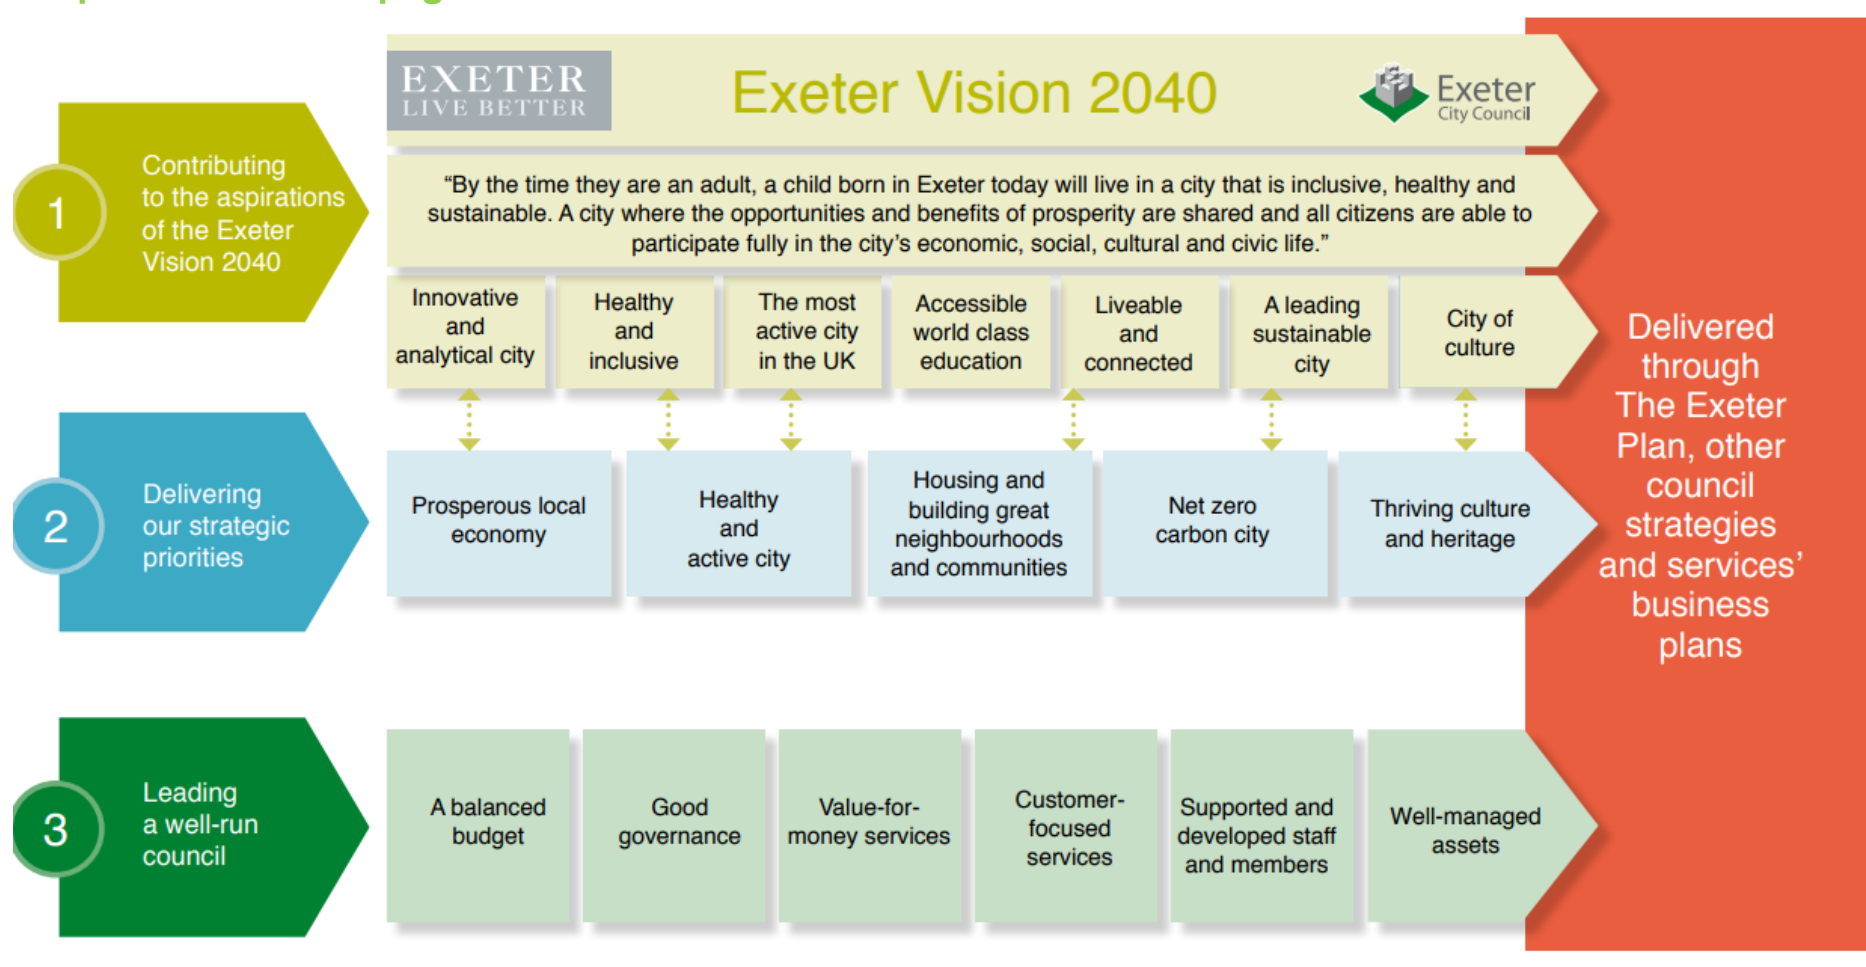 EXETER
LIVE BETTER
Exeter Vision 2040
Exeter
City Council
1
Contributing
to the aspirations
of the Exeter
Vision 2040
“By the time they are an adult, a child born in Exeter today will live in a city that is inclusive, healthy and
sustainable. A city where the opportunities and benefits of prosperity are shared and all citizens are able to
participate fully in the city’s economic, social, cultural and civic life.”
Innovative
and
analytical city
Healthy
and
inclusive
The most
active city
in the UK
Accessible
world class
education
Liveable
and
connected
A leading
sustainable
city
City of
culture
2
Delivering
our strategic
priorities
Prosperous local
economy
Healthy
and
active city
Housing and
building great
neighbourhoods
and communities
Net zero
carbon city
Thriving culture
and heritage
3
Leading
a well-run
council
A balanced
budget
Good
governance
Value-for-
money services
Customer-
focused
services
Supported and
developed staff
and members
Well-managed
assets
Delivered
through
The Exeter
Plan, other
council
strategies
and services’
business
plans